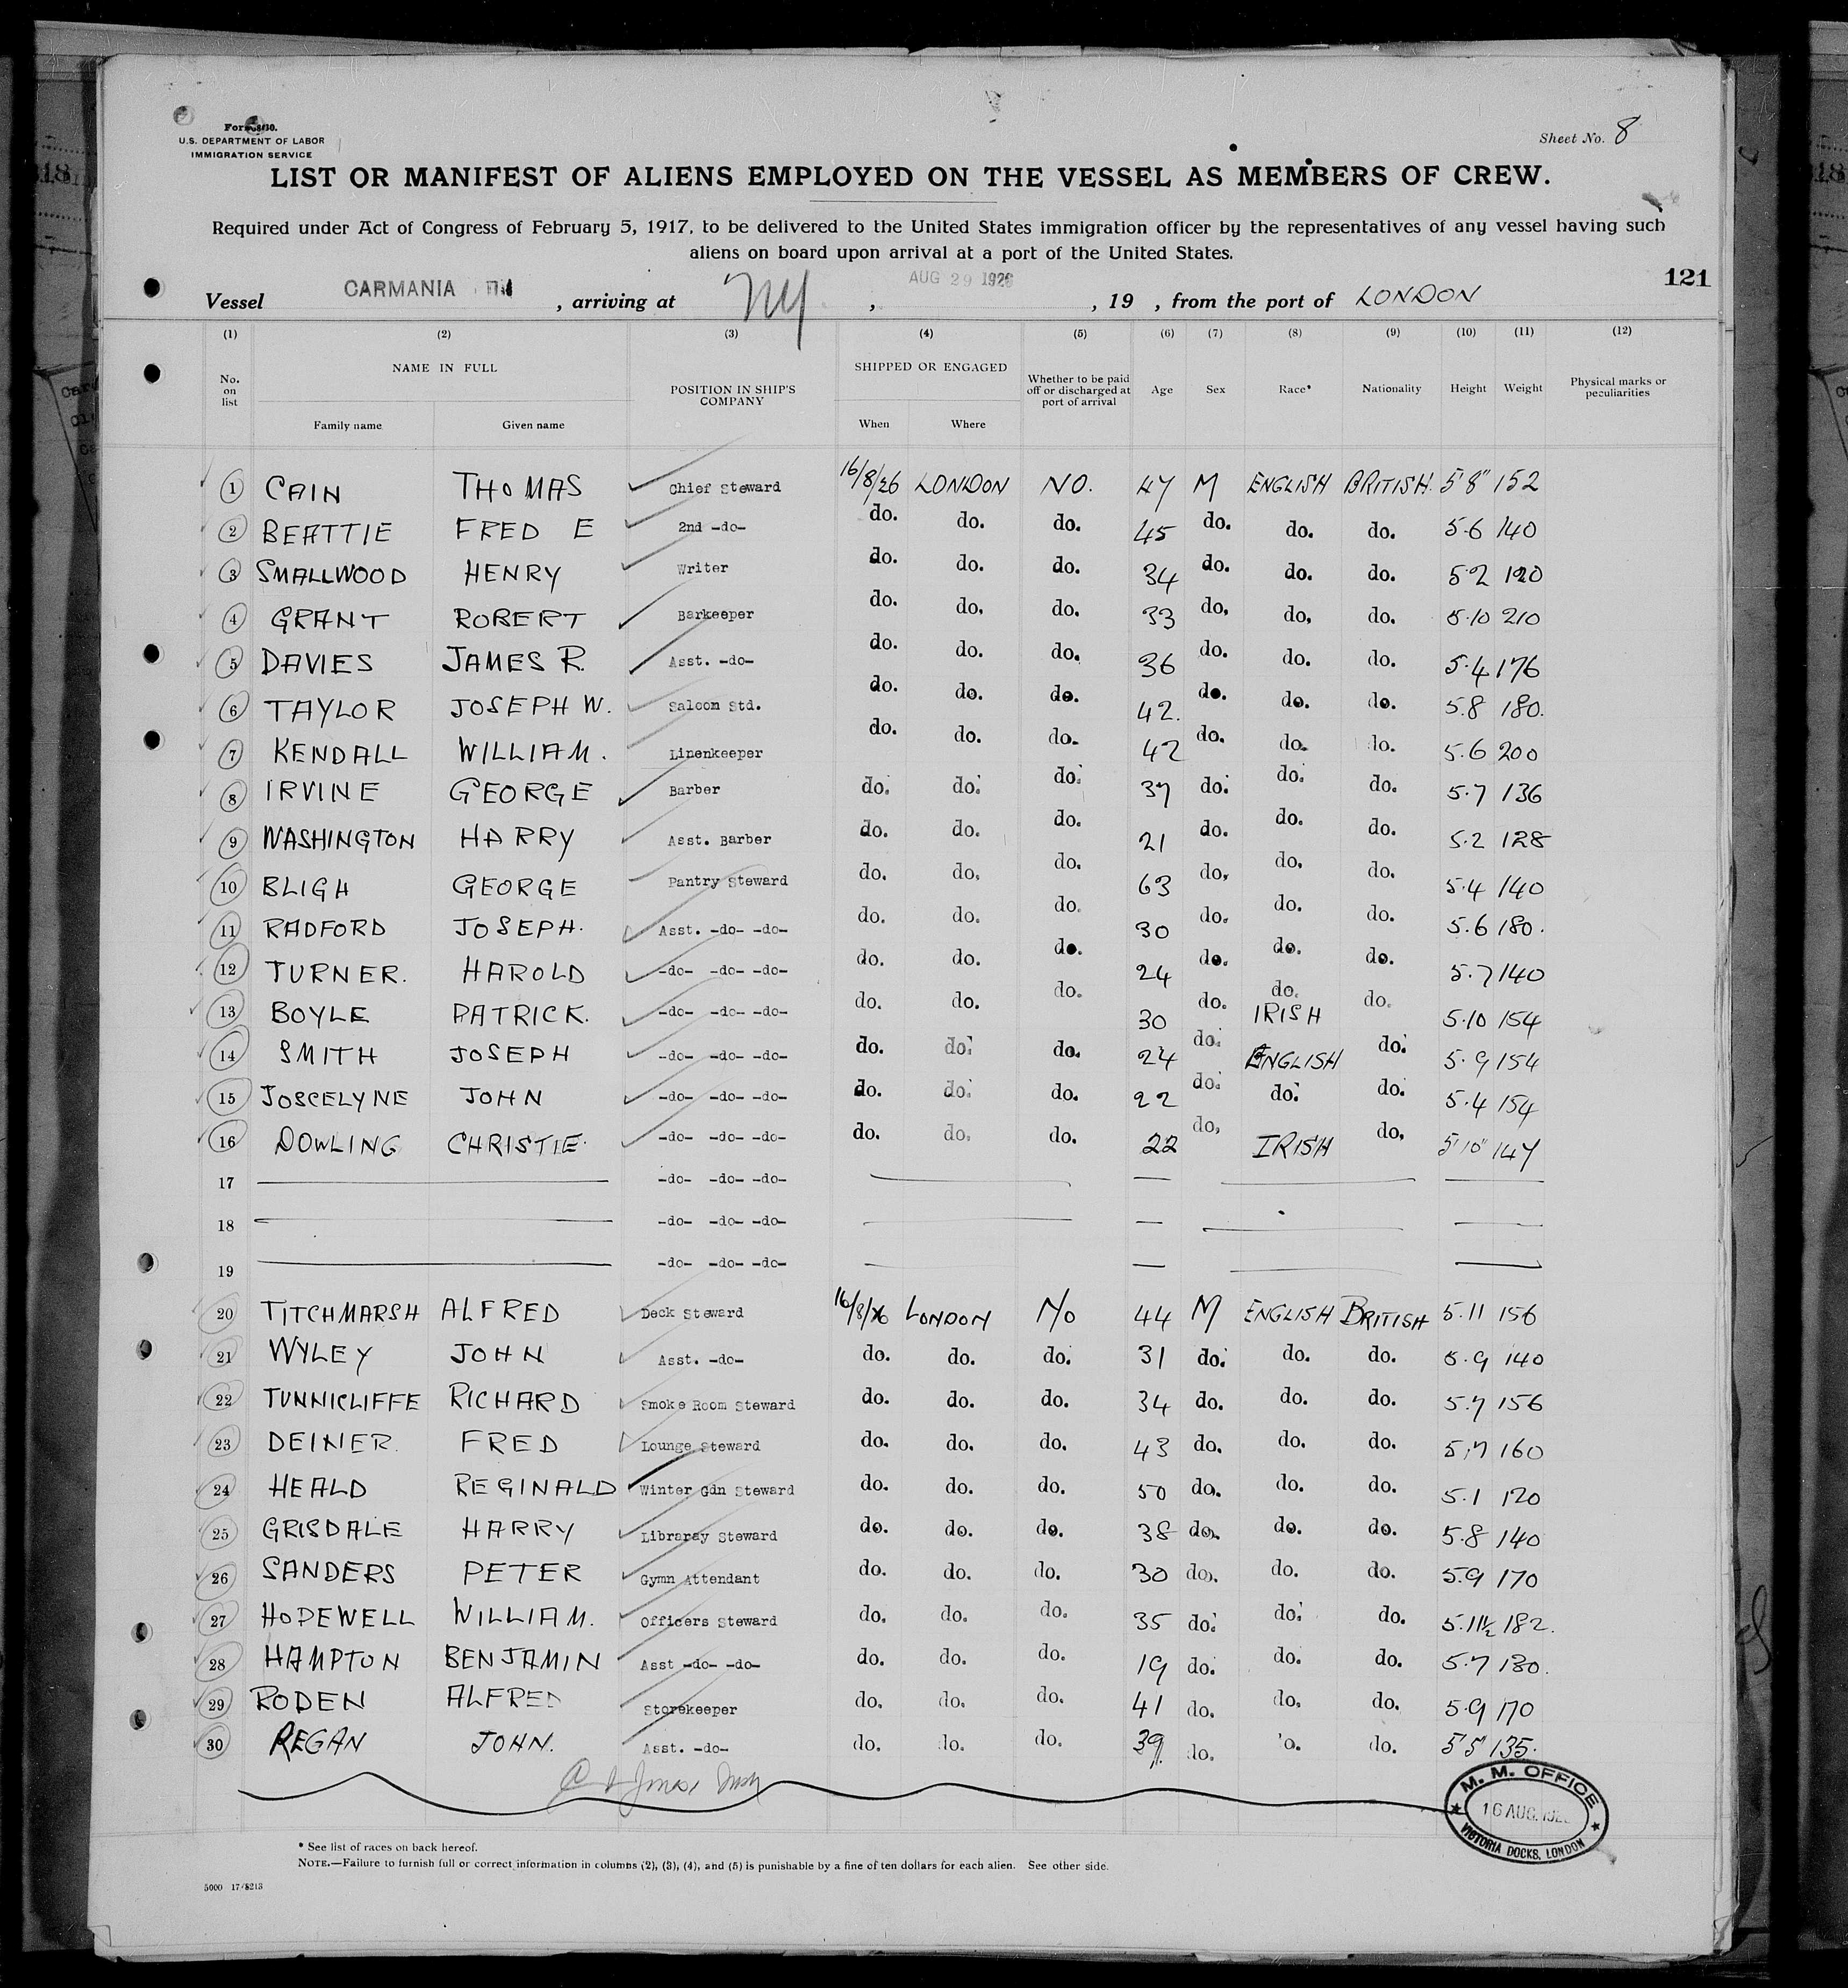 Form 680.
U.S. DEPARTMENT OF LABOR
IMMIGRATION SERVICE
Sheet No. 8
LIST OR MANIFEST OF ALIENS EMPLOYED ON THE VESSEL AS MEMBERS OF CREW.
Required under Act of Congress of February 5, 1917, to be delivered to the United States immigration officer by the representatives of any vessel having such
aliens on board upon arrival at a port of the United States.
121
Vessel CARMANIA , arriving at NY , AUG 29 1926 , 19 , from the port of LONDON
(1) (2) (3) (4) (5) (6) (7) (8) (9) (10) (11) (12)
No. on list NAME IN FULL POSITION IN SHIP'S COMPANY SHIPPED OR ENGAGED Whether to be paid off or discharged at port of arrival Age Sex Race* Nationality Height Weight Physical marks or peculiarities
Family name Given name When Where
1 CAIN THOMAS Chief Steward 16/8/26 LONDON NO. 47 M ENGLISH BRITISH. 5'8" 152
2 BEATTIE FRED E 2nd -do- do. do. do. 45 do. do. do. 5.6 140
3 SMALLWOOD HENRY Writer do. do. do. 34 do. do. do. 5.2 120
4 GRANT ROBERT Barkeeper do. do. do. 33 do. do. do. 5.10 210
5 DAVIES JAMES R. Asst. -do- do. do. do. 36 do. do. do. 5.4 176
6 TAYLOR JOSEPH W. Saloon Std. do. do. do. 42. do. do. do. 5.8 180.
7 KENDALL WILLIAM. Linenkeeper do. do. do. 42 do. do. do. 5.6 200
8 IRVINE GEORGE Barber do. do. do. 37 do. do. do. 5.7 136
9 WASHINGTON HARRY Asst. Barber do. do. do. 21 do. do. do. 5.2 128
10 BLIGH GEORGE Pantry Steward do. do. do. 63 do. do. do. 5.4 140
11 RADFORD JOSEPH. Asst. -do- -do- do. do. do. 30 do. do. do. 5.6 180.
12 TURNER. HAROLD -do- -do- -do- do. do. do. 24 do. do. do. 5.7 140
13 BOYLE PATRICK. -do- -do- -do- do. do. do. 30 do. do. IRISH do. 5.10 154
14 SMITH JOSEPH -do- -do- -do- do. do. do. 24 do. ENGLISH do. 5.9 154
15 JOSCELYNE JOHN -do- -do- -do- do. do. do. 22 do. do. do. 5.4 154
16 DOWLING CHRISTIE. -do- -do- -do- do. do. do. 22 do. IRISH do. 5'10" 147
17 -do- -do- -do-
18 -do- -do- -do-
19 -do- -do- -do-
20 TITCHMARSH ALFRED Deck Steward 16/8/26 LONDON No 44 M ENGLISH BRITISH 5.11 156
21 WYLEY JOHN Asst. -do- do. do. do. 31 do. do. do. 5.9 140
22 TUNNICLIFFE RICHARD Smoke Room Steward do. do. do. 34 do. do. do. 5.7 156
23 DEINER. FRED Lounge Steward do. do. do. 43 do. do. do. 5.7 160
24 HEALD REGINALD Winter Gdn Steward do. do. do. 50 do. do. do. 5.1 120
25 GRISDALE HARRY Libraray Steward do. do. do. 38 do. do. do. 5.8 140
26 SANDERS PETER Gymn Attendant do. do. do. 30 do. do. do. 5.9 170
27 HOPEWELL WILLIAM. Officers Steward do. do. do. 35 do. do. do. 5.11½ 182.
28 HAMPTON BENJAMIN Asst -do- -do- do. do. do. 19 do. do. do. 5.7 130.
29 RODEN ALFRED Storekeeper do. do. do. 41 do. do. do. 5.9 170
30 REGAN JOHN. Asst. -do- do. do. do. 39 do. do. do. 5'5" 135.
M. M. OFFICE
16 AUG. 192
VICTORIA DOCKS, LONDON
* See list of races on back hereof.
NOTE.—Failure to furnish full or correct information in columns (2), (3), (4), and (5) is punishable by a fine of ten dollars for each alien. See other side.
5000 17/8213